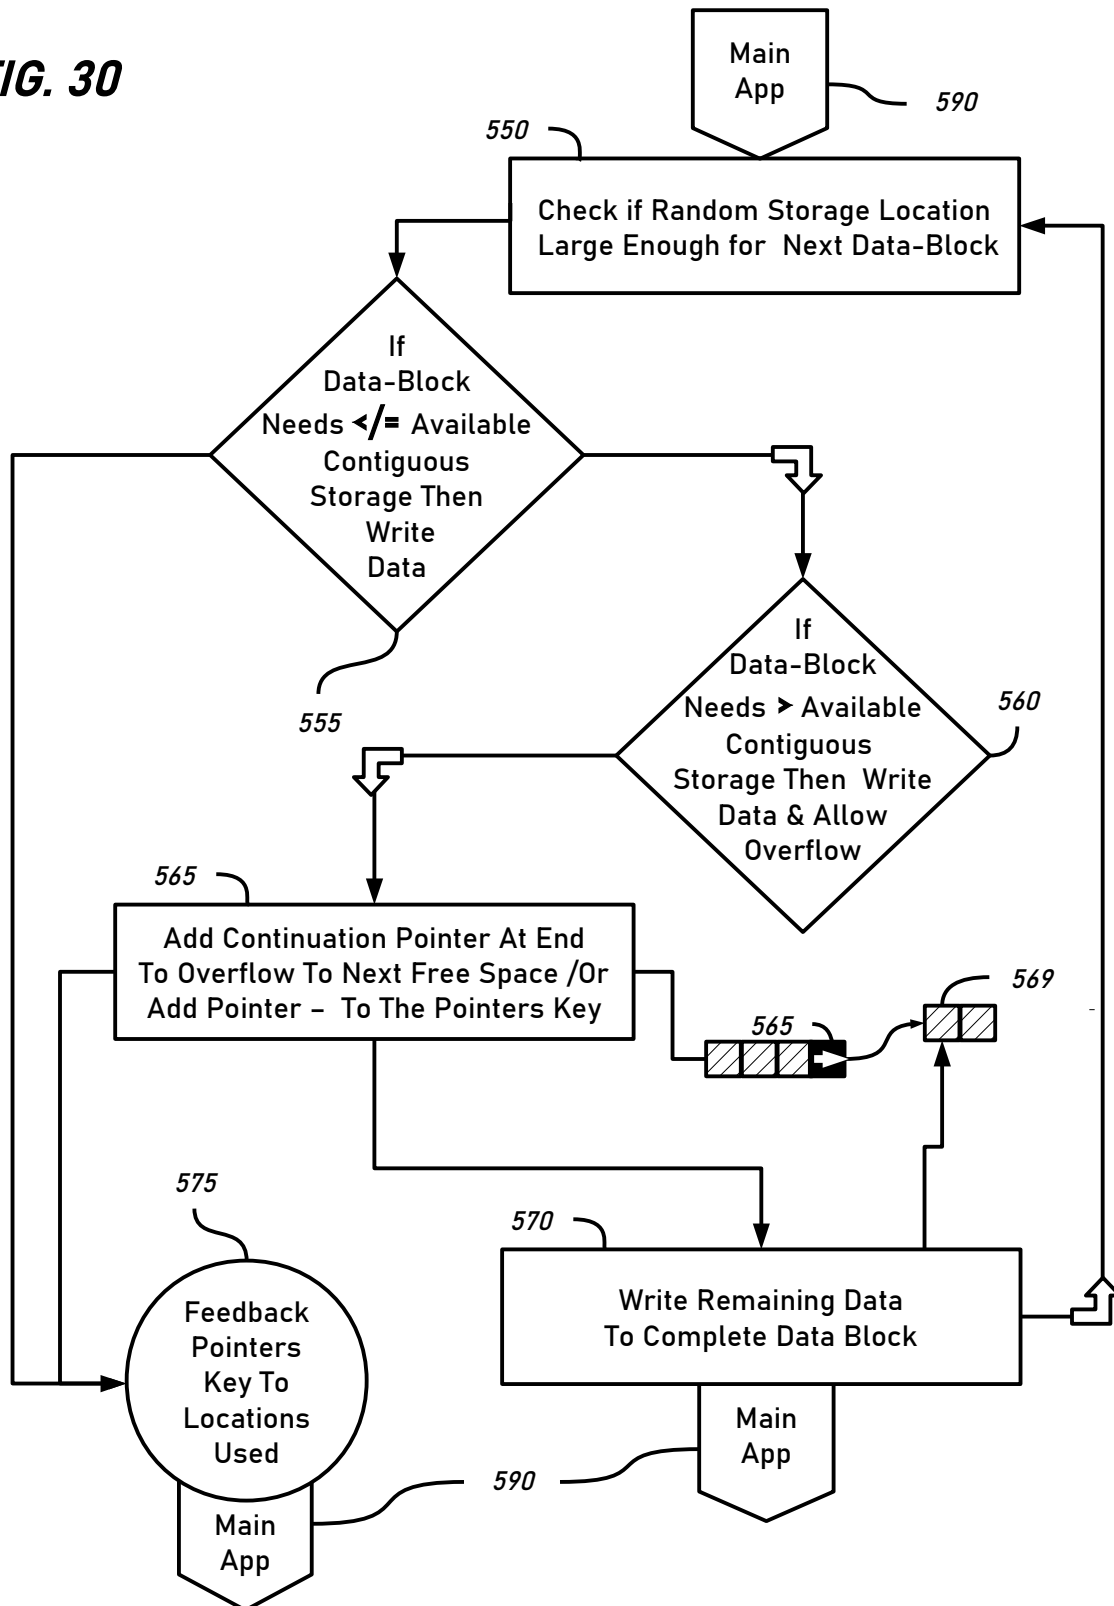 FIG. 30
Main
App
590
550
Check if Random Storage Location
Large Enough for Next Data-Block
If
Data-Block
Needs </= Available
Contiguous
Storage Then
Write
Data
555
If
Data-Block
Needs > Available
Contiguous
Storage Then Write
Data & Allow
Overflow
560
565
Add Continuation Pointer At End
To Overflow To Next Free Space /Or
Add Pointer – To The Pointers Key
565
569
575
Feedback
Pointers
Key To
Locations
Used
570
Write Remaining Data
To Complete Data Block
Main
App
590
Main
App